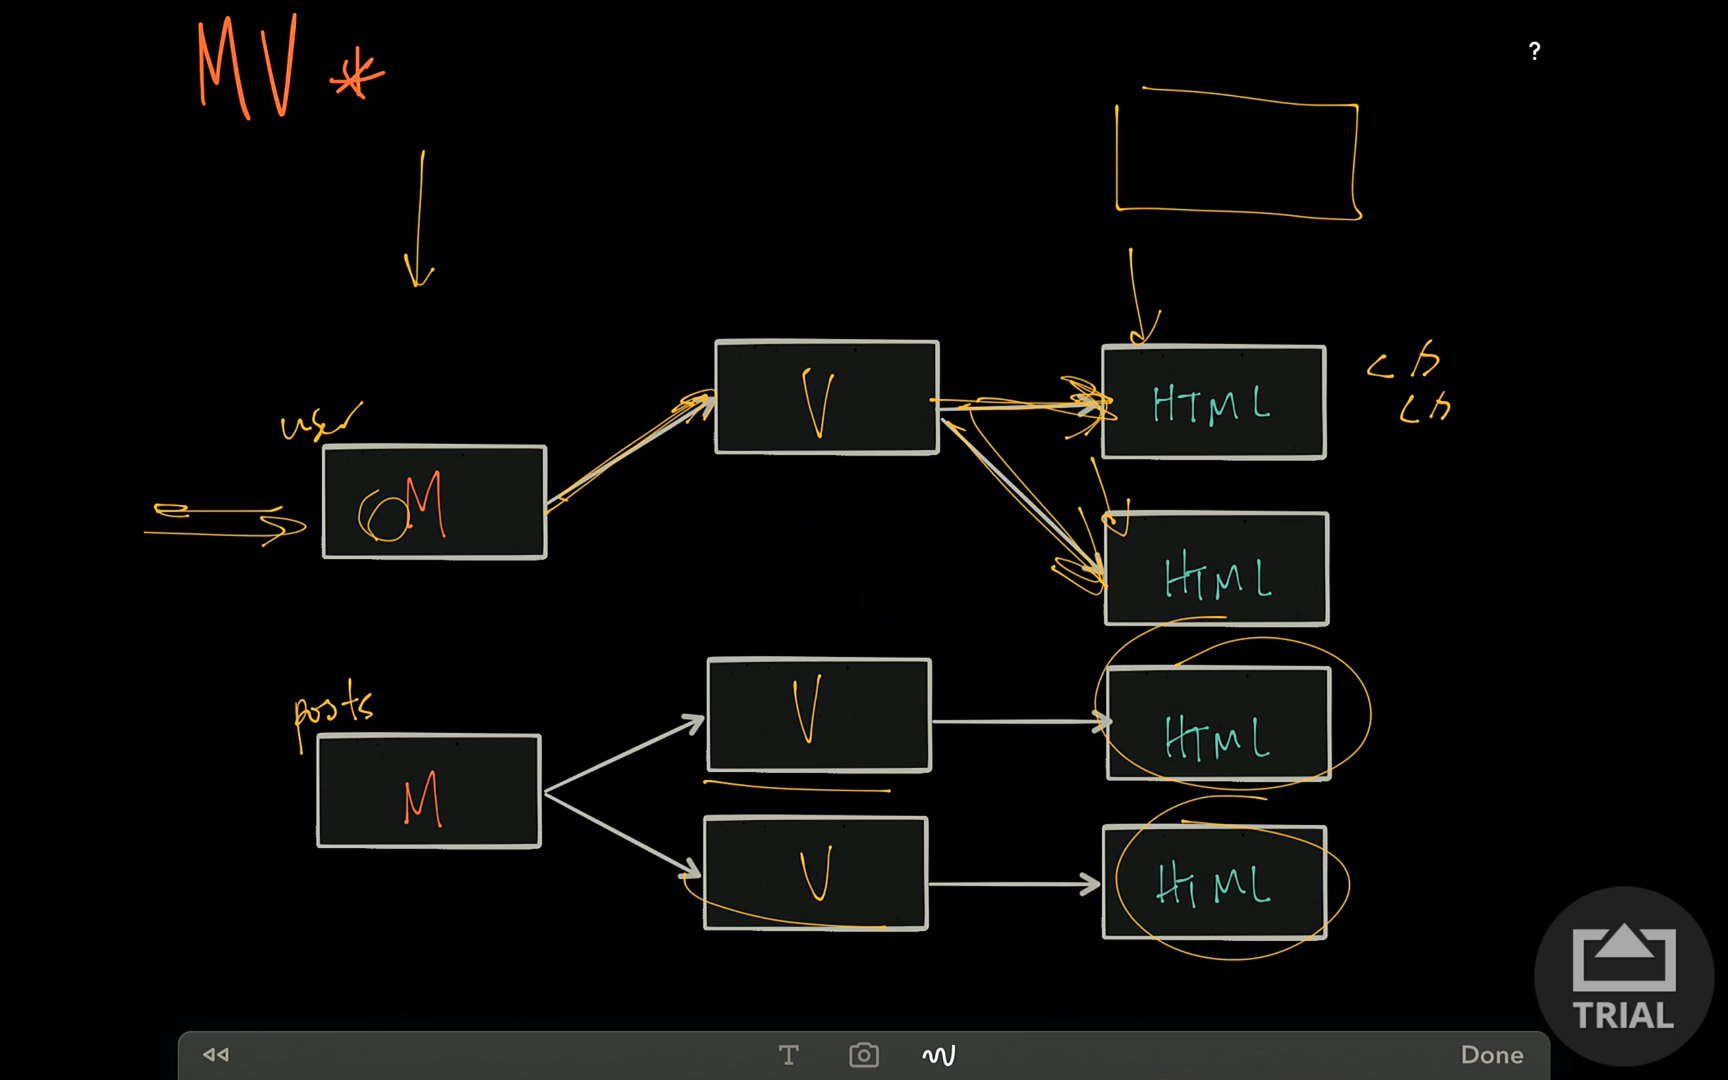 MV *
?
V
HTML
user
M
HTML
V
HTML
posts
M
V
HTML
TRIAL
T
Done